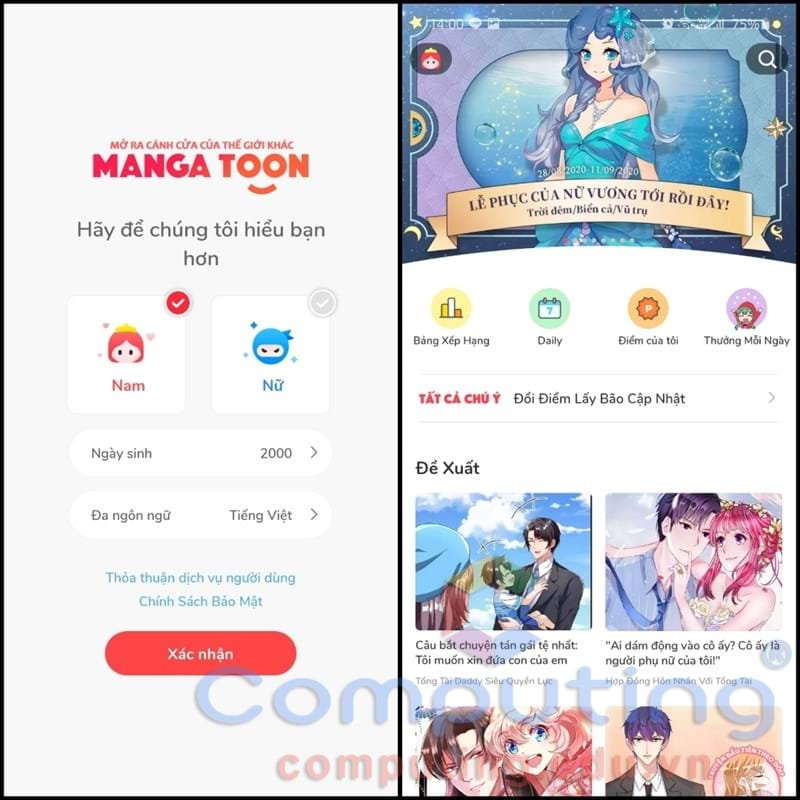 MỞ RA CÁNH CỬA CỦA THẾ GIỚI KHÁC
MANGA TOON
Hãy để chúng tôi hiểu bạn
hơn
Nam
Nữ
Ngày sinh
2000
Đa ngôn ngữ
Tiếng Việt
Thỏa thuận dịch vụ người dùng
Chính Sách Bảo Mật
Xác nhận
14:00
75%
28/08/2020-11/09/2020
LỄ PHỤC CỦA NỮ VƯƠNG TỚI RỒI ĐÂY!
Trời đêm/Biển cả/Vũ trụ
Bảng Xếp Hạng
7
Daily
P
Điểm của tôi
Thưởng Mỗi Ngày
TẤT CẢ CHÚ Ý
Đổi Điểm Lấy Bão Cập Nhật
Đề Xuất
Câu bắt chuyện tán gái tệ nhất:
Tôi muốn xin đứa con của em
Tổng Tài Daddy Siêu Quyền Lực
"Ai dám động vào cô ấy? Cô ấy là
người phụ nữ của tôi!"
Hợp Đồng Hôn Nhân Với Tổng Tài
Computing
®
computing.edu.vn